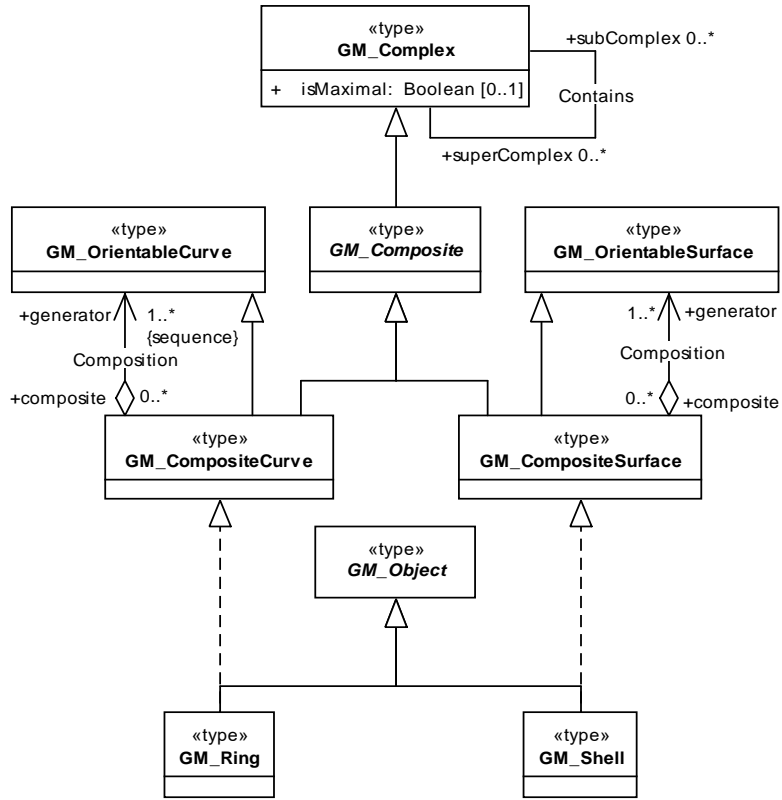 «type»
GM_Complex
+ isMaximal: Boolean [0..1]
+subComplex 0..*
Contains
+superComplex 0..*
«type»
GM_OrientableCurve
«type»
GM_Composite
«type»
GM_OrientableSurface
+generator
1..*
{sequence}
Composition
+composite
0..*
1..*
+generator
Composition
0..*
+composite
«type»
GM_CompositeCurve
«type»
GM_CompositeSurface
«type»
GM_Object
«type»
GM_Ring
«type»
GM_Shell